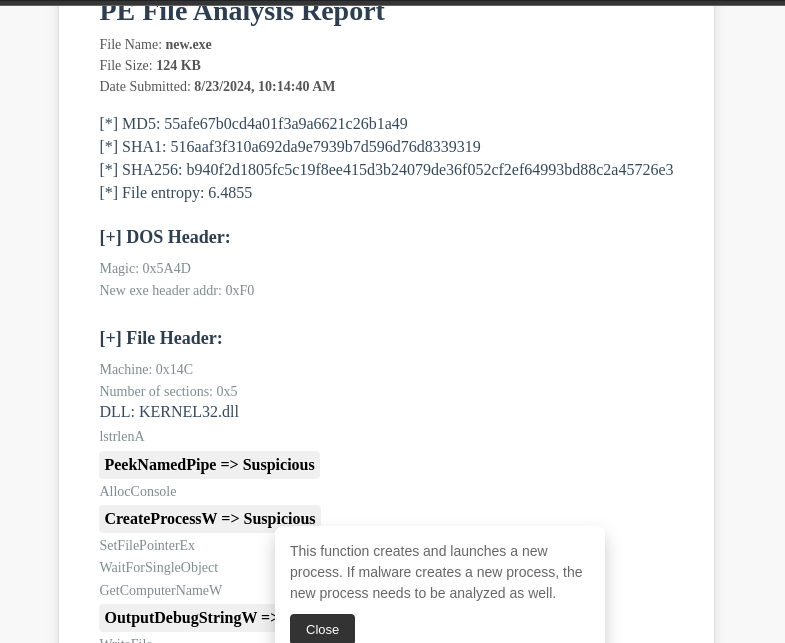 PE File Analysis Report
File Name: new.exe
File Size: 124 KB
Date Submitted: 8/23/2024, 10:14:40 AM
[*] MD5: 55afe67b0cd4a01f3a9a6621c26b1a49
[*] SHA1: 516aaf3f310a692da9e7939b7d596d76d8339319
[*] SHA256: b940f2d1805fc5c19f8ee415d3b24079de36f052cf2ef64993bd88c2a45726e3
[*] File entropy: 6.4855
[+] DOS Header:
Magic: 0x5A4D
New exe header addr: 0xF0
[+] File Header:
Machine: 0x14C
Number of sections: 0x5
DLL: KERNEL32.dll
lstrlenA
PeekNamedPipe => Suspicious
AllocConsole
CreateProcessW => Suspicious
SetFilePointerEx
WaitForSingleObject
GetComputerNameW
OutputDebugStringW =>
WriteFile
This function creates and launches a new
process. If malware creates a new process, the
new process needs to be analyzed as well.
Close